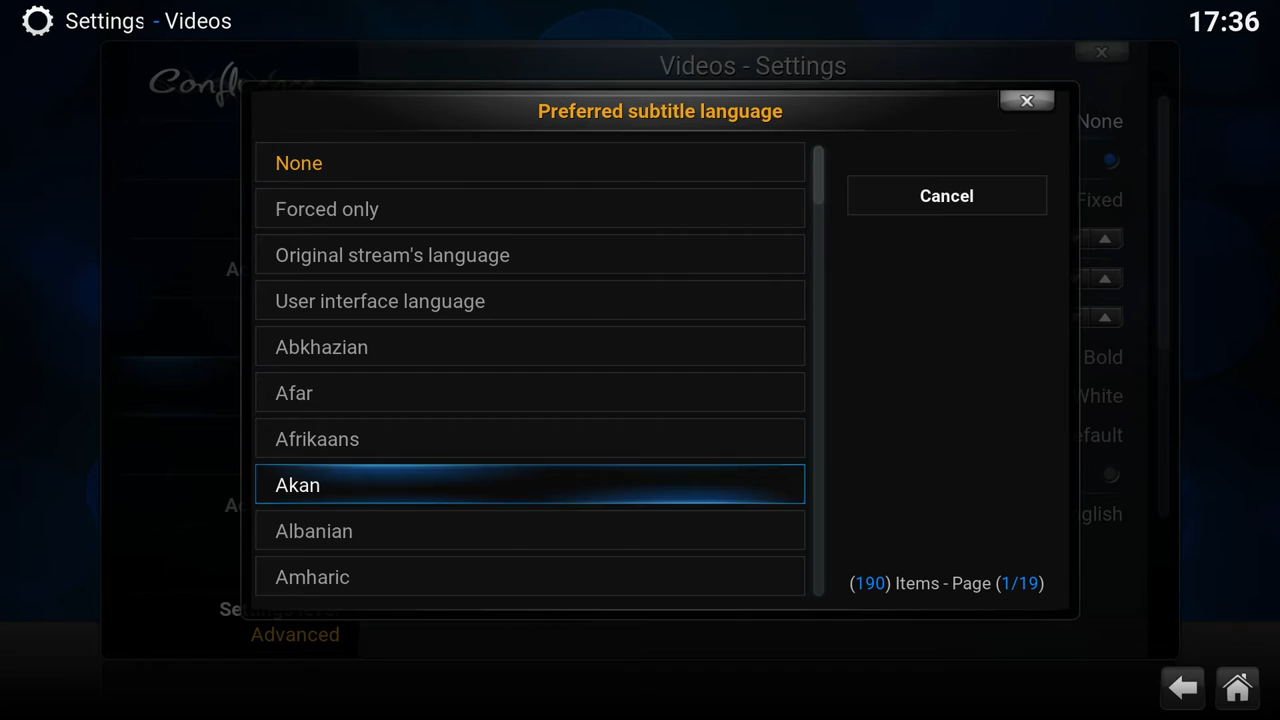 Settings - Videos
17:36
Videos - Settings
Preferred subtitle language
None
None
Forced only
Cancel
Fixed
Original stream's language
User interface language
Abkhazian
Bold
Afar
White
Afrikaans
Akan
Albanian
Amharic
(190) Items - Page (1/19)
Advanced